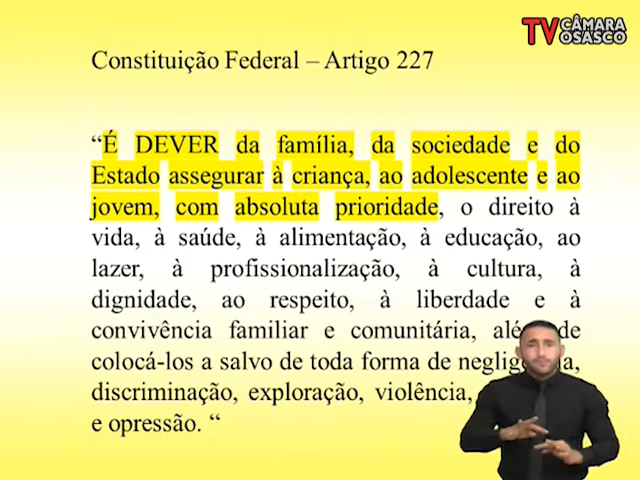 TV CÂMARA
OSASCO
Constituição Federal – Artigo 227
“É DEVER da família, da sociedade e do
Estado assegurar à criança, ao adolescente e ao
jovem, com absoluta prioridade, o direito à
vida, à saúde, à alimentação, à educação, ao
lazer, à profissionalização, à cultura, à
dignidade, ao respeito, à liberdade e à
convivência familiar e comunitária,
colocá-los a salvo de toda forma de
discriminação, exploração, violência,
e opressão. “